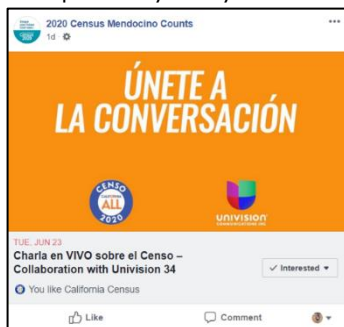 2020 Census Mendocino Counts
1d
ÚNETE A
LA CONVERSACIÓN
CENSO
CALIFORNIA
ALL
2020
UNIVISION
TUE, JUN 23
Charla en VIVO sobre el Censo –
Collaboration with Univision 34
Interested
You like California Census
Like
Comment